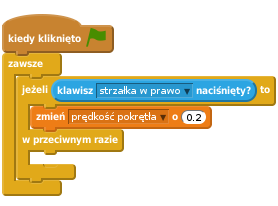 kiedy kliknięto
zawsze
jeżeli klawisz strzałka w prawo naciśnięty? to
zmień prędkość pokrętła o 0.2
w przeciwnym razie